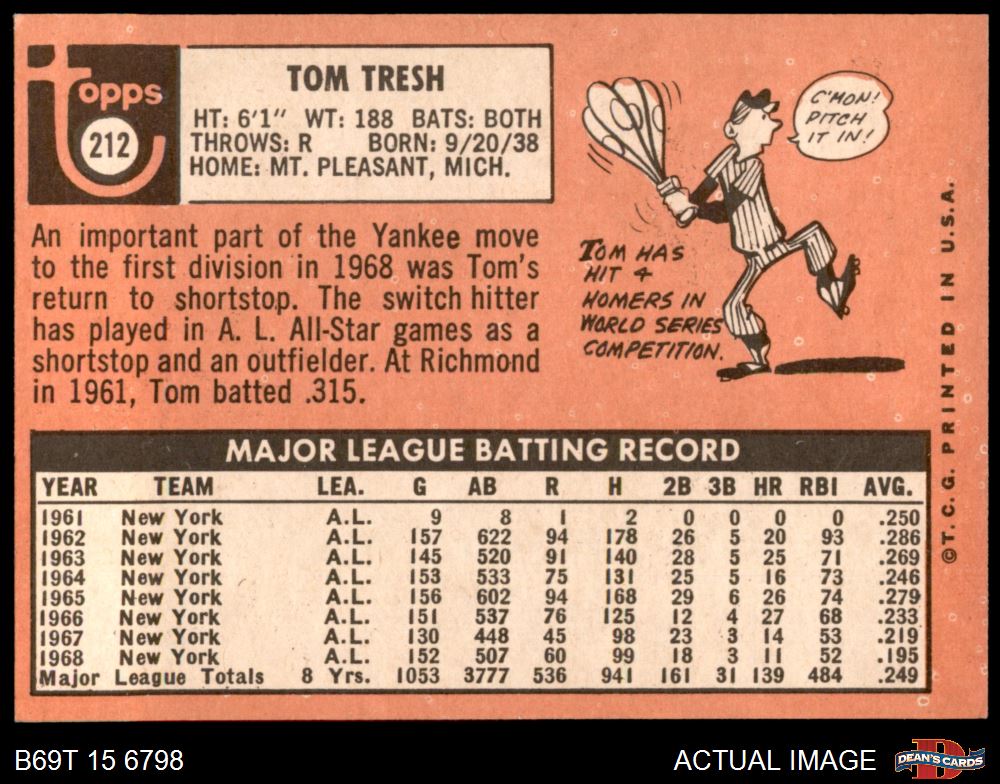 Topps
212
TOM TRESH
HT: 6'1" WT: 188 BATS: BOTH
THROWS: R BORN: 9/20/38
HOME: MT. PLEASANT, MICH.
An important part of the Yankee move
to the first division in 1968 was Tom's
return to shortstop. The switch hitter
has played in A. L. All-Star games as a
shortstop and an outfielder. At Richmond
in 1961, Tom batted .315.
C'MON!
PITCH
IT IN!
TOM HAS
HIT 4
HOMERS IN
WORLD SERIES
COMPETITION.
MAJOR LEAGUE BATTING RECORD
YEAR TEAM LEA. G AB R H 2B 3B HR RBI AVG.
1961 New York A.L. 9 8 1 2 0 0 0 0 .250
1962 New York A.L. 157 622 94 178 26 5 20 93 .286
1963 New York A.L. 145 520 91 140 28 5 25 71 .269
1964 New York A.L. 153 533 75 131 25 5 16 73 .246
1965 New York A.L. 156 602 94 168 29 6 26 74 .279
1966 New York A.L. 151 537 76 125 12 4 27 68 .233
1967 New York A.L. 130 448 45 98 23 3 14 53 .219
1968 New York A.L. 152 507 60 99 18 3 11 52 .195
Major League Totals 8 Yrs. 1053 3777 536 941 161 31 139 484 .249
©T. C. G. PRINTED IN U.S.A.
B69T 15 6798
ACTUAL IMAGE
DEAN'S CARDS